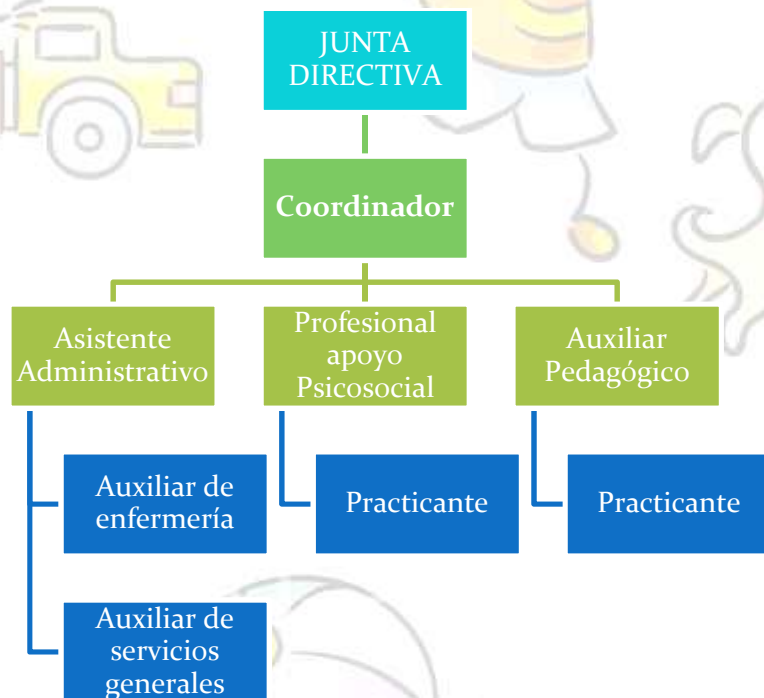 JUNTA
DIRECTIVA
Coordinador
Asistente
Administrativo
Profesional
apoyo
Psicosocial
Auxiliar
Pedagógico
Auxiliar de
enfermería
Practicante
Practicante
Auxiliar de
servicios
generales